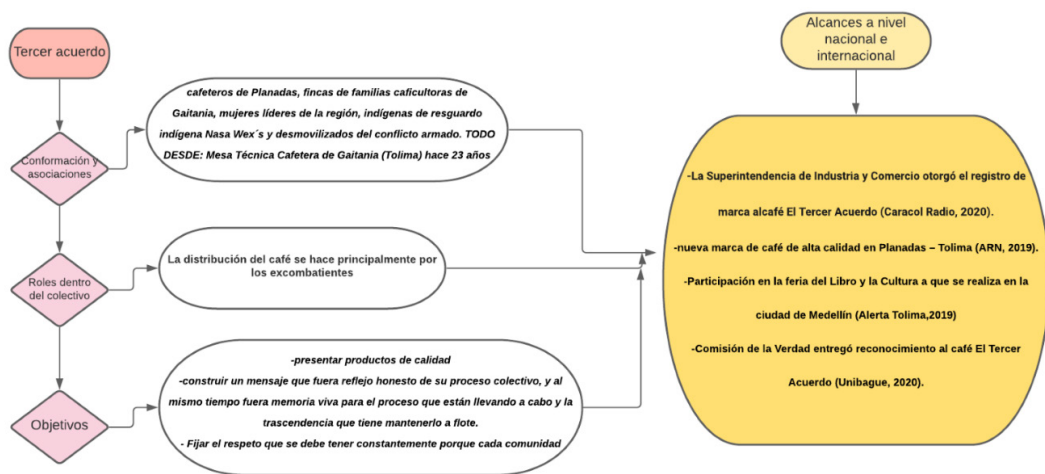 Tercer acuerdo
cafeteros de Planadas, fincas de familias caficultoras de
Gaitania, mujeres líderes de la región, indígenas de resguardo
indígena Nasa Wex´s y desmovilizados del conflicto armado. TODO
DESDE: Mesa Técnica Cafetera de Gaitania (Tolima) hace 23 años
Conformación y
asociaciones
Roles dentro
del colectivo
La distribución del café se hace principalmente por
los excombatientes
Objetivos
-presentar productos de calidad
-construir un mensaje que fuera reflejo honesto de su proceso colectivo, y al
mismo tiempo fuera memoria viva para el proceso que están llevando a cabo y la
trascendencia que tiene mantenerlo a flote.
- Fijar el respeto que se debe tener constantemente porque cada comunidad
Alcances a nivel
nacional e
internacional
-La Superintendencia de Industria y Comercio otorgó el registro de
marca alcafé El Tercer Acuerdo (Caracol Radio, 2020).
-nueva marca de café de alta calidad en Planadas – Tolima (ARN, 2019).
-Participación en la feria del Libro y la Cultura a que se realiza en la
ciudad de Medellín (Alerta Tolima,2019)
-Comisión de la Verdad entregó reconocimiento al café El Tercer
Acuerdo (Unibague, 2020).